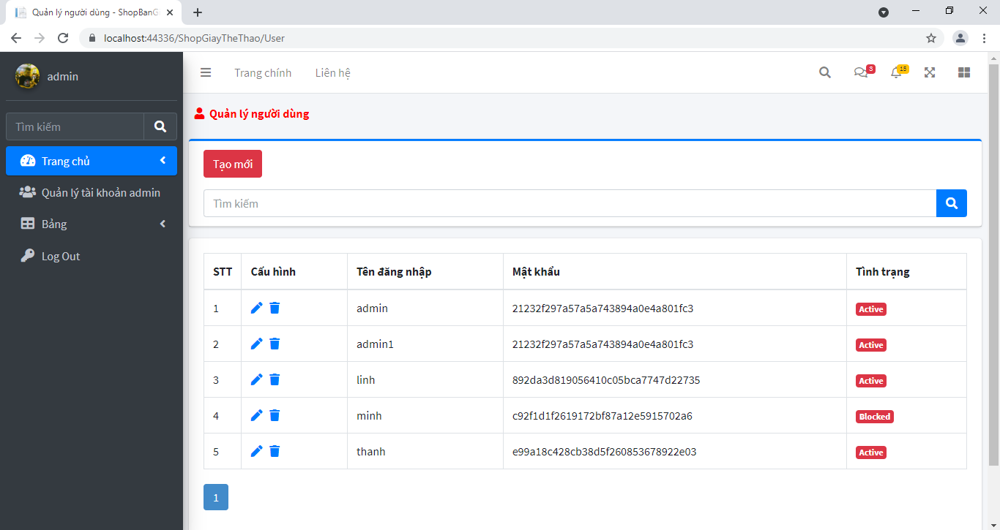 Quản lý người dùng - ShopBanG
localhost:44336/ShopGiayTheThao/User
admin
Trang chính Liên hệ
3
15
Quản lý người dùng
Tìm kiếm
Trang chủ
Quản lý tài khoản admin
Bảng
Log Out
Tạo mới
Tìm kiếm
STT Cấu hình Tên đăng nhập Mật khẩu Tình trạng
1 admin 21232f297a57a5a743894a0e4a801fc3 Active
2 admin1 21232f297a57a5a743894a0e4a801fc3 Active
3 linh 892da3d819056410c05bca7747d22735 Active
4 minh c92f1d1f2619172bf87a12e5915702a6 Blocked
5 thanh e99a18c428cb38d5f260853678922e03 Active
1